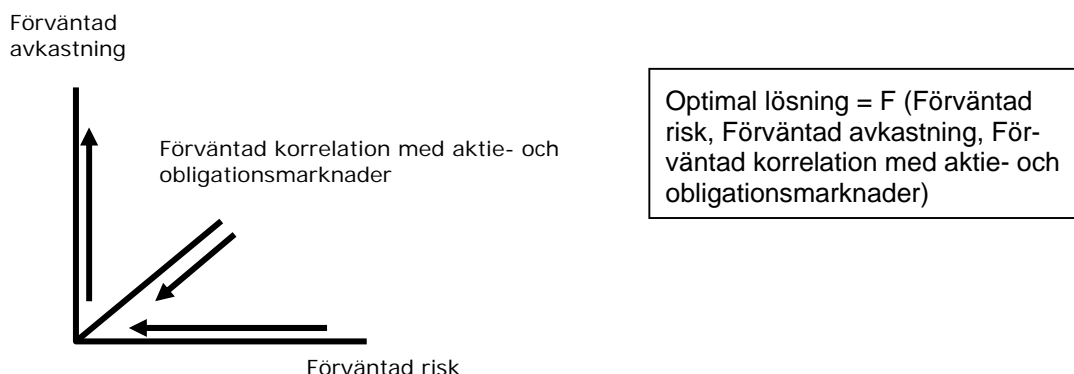 Förväntad
avkastning
Förväntad korrelation med aktie- och
obligationsmarknader
Förväntad risk
Optimal lösning = F (Förväntad
risk, Förväntad avkastning, För-
väntad korrelation med aktie- och
obligationsmarknader)